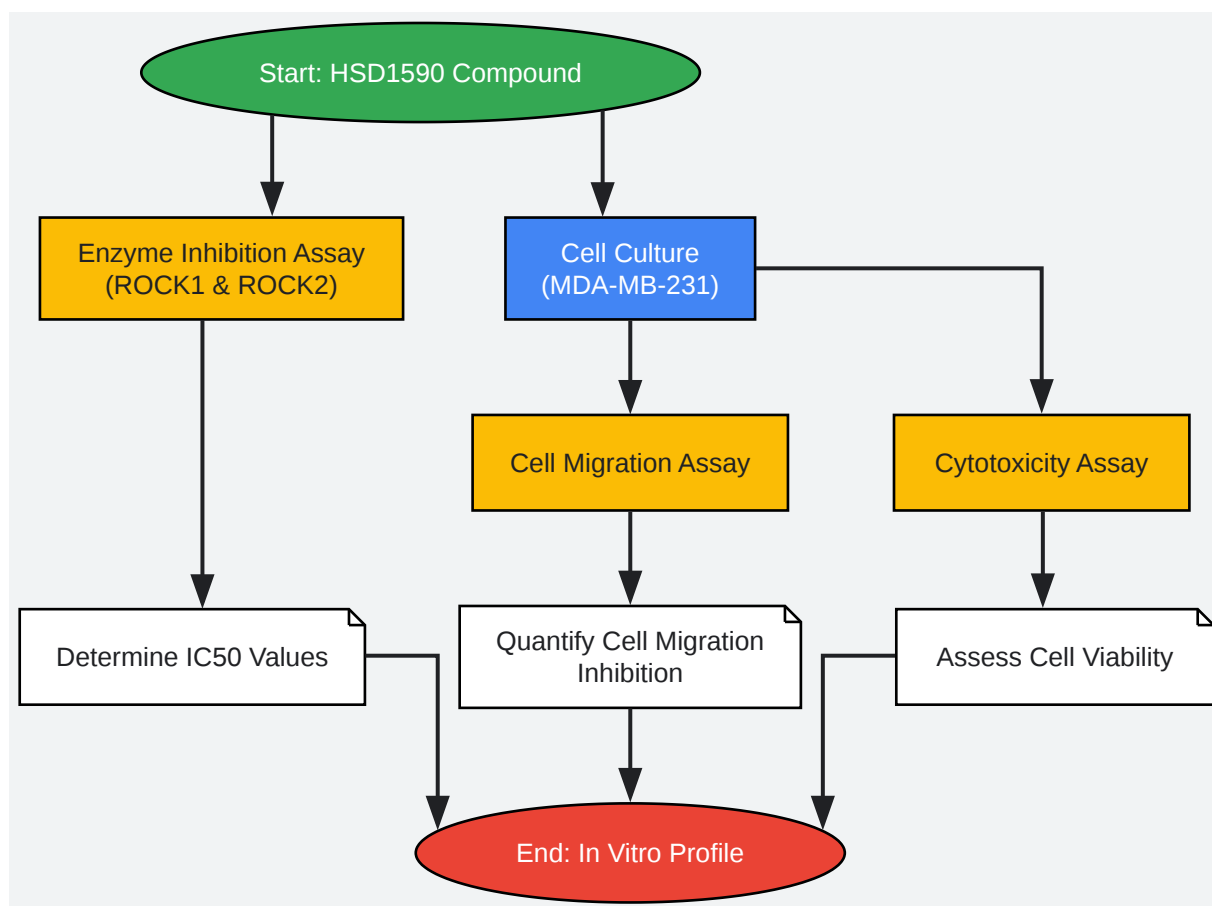 Start: HSD1590 Compound
Enzyme Inhibition Assay
(ROCK1 & ROCK2)
Cell Culture
(MDA-MB-231)
Cell Migration Assay
Cytotoxicity Assay
Determine IC50 Values
Quantify Cell Migration
Inhibition
Assess Cell Viability
End: In Vitro Profile